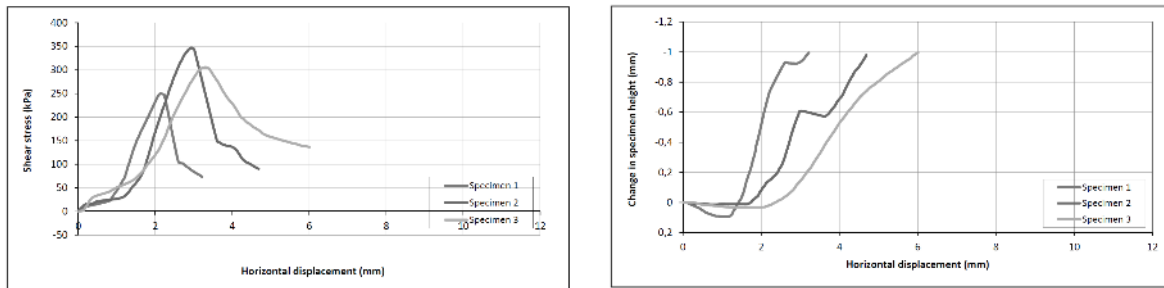 400
350
300
250
200
150
100
50
0
-50
Shear stress (kPa)
0 2 4 6 8 10 12
Horizontal displacement (mm)
Specimen 1
Specimen 2
Specimen 3
-1,2
-1
-0,8
-0,6
-0,4
-0,2
0
0,2
Change in specimen height (mm)
0 2 4 6 8 10 12
Horizontal displacement (mm)
Specimen 1
Specimen 2
Specimen 3